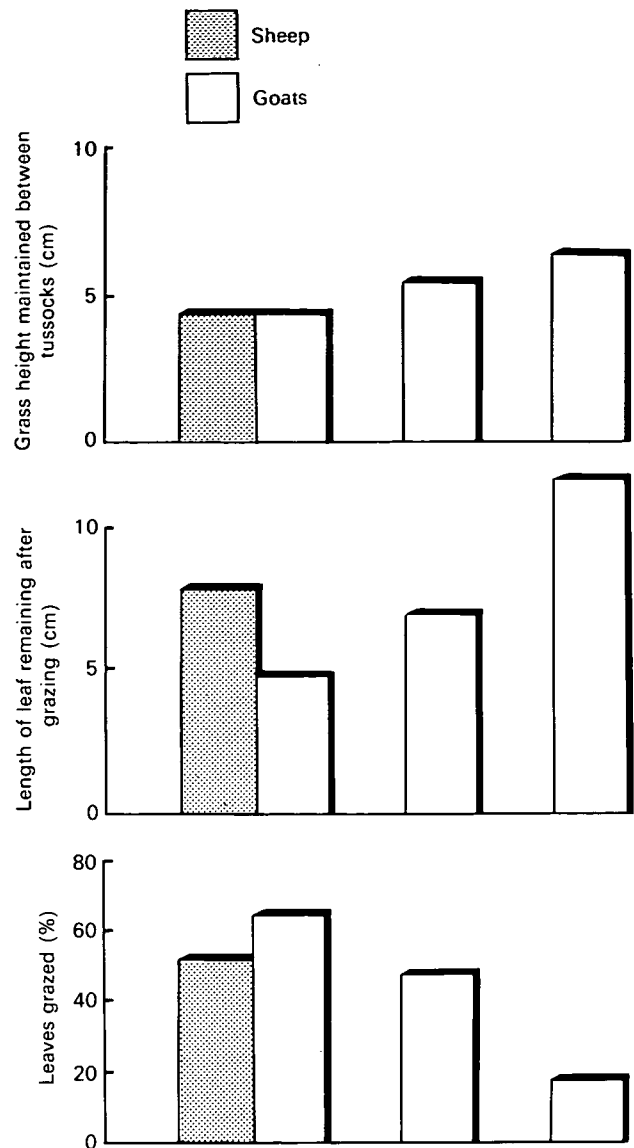 Sheep
Goats
Grass height maintained between
tussocks (cm)
10
5
0
Length of leaf remaining after
grazing (cm)
10
5
0
Leaves grazed (%)
80
60
40
20
0